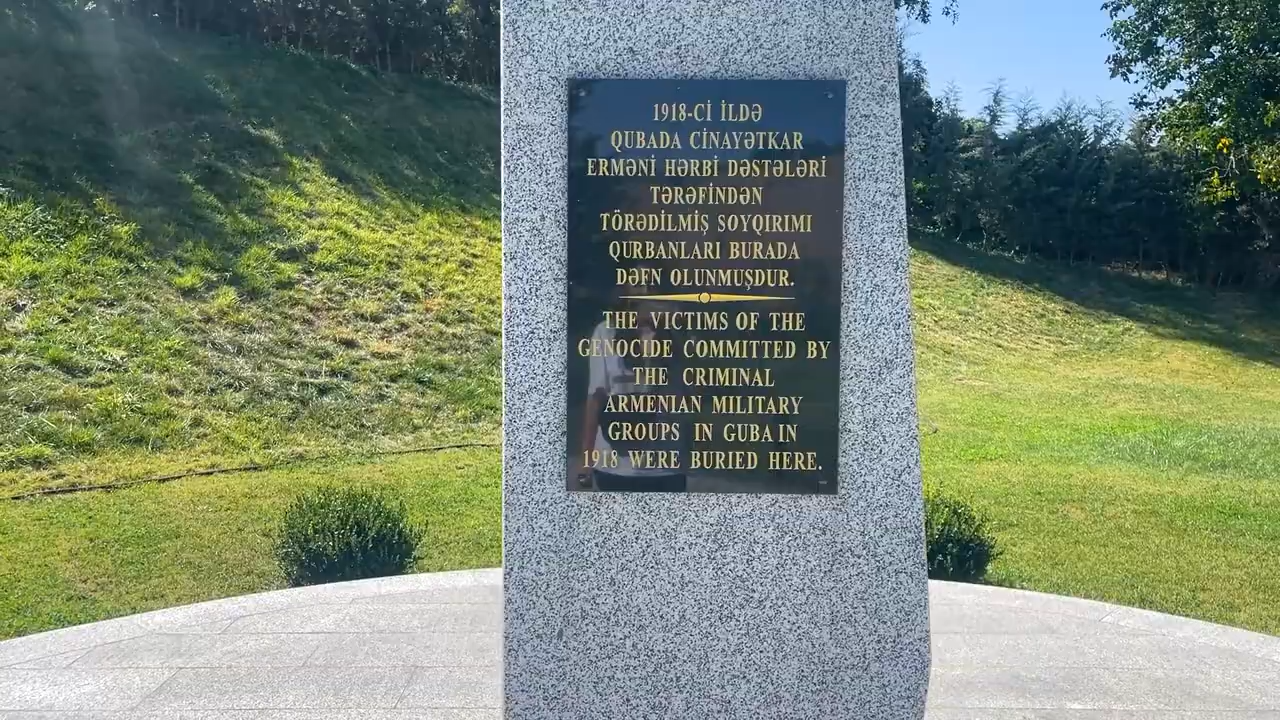 1918-Cİ İLDƏ
QUBADA CİNAYƏTKAR
ERMƏNİ HƏRBİ DƏSTƏLƏRİ
TƏRƏFİNDƏN
TÖRƏDİLMİŞ SOYQIRIMI
QURBANLARI BURADA
DƏFN OLUNMUŞDUR.
THE VICTIMS OF THE
GENOCIDE COMMITTED BY
THE CRIMINAL
ARMENIAN MILITARY
GROUPS IN GUBA IN
1918 WERE BURIED HERE.